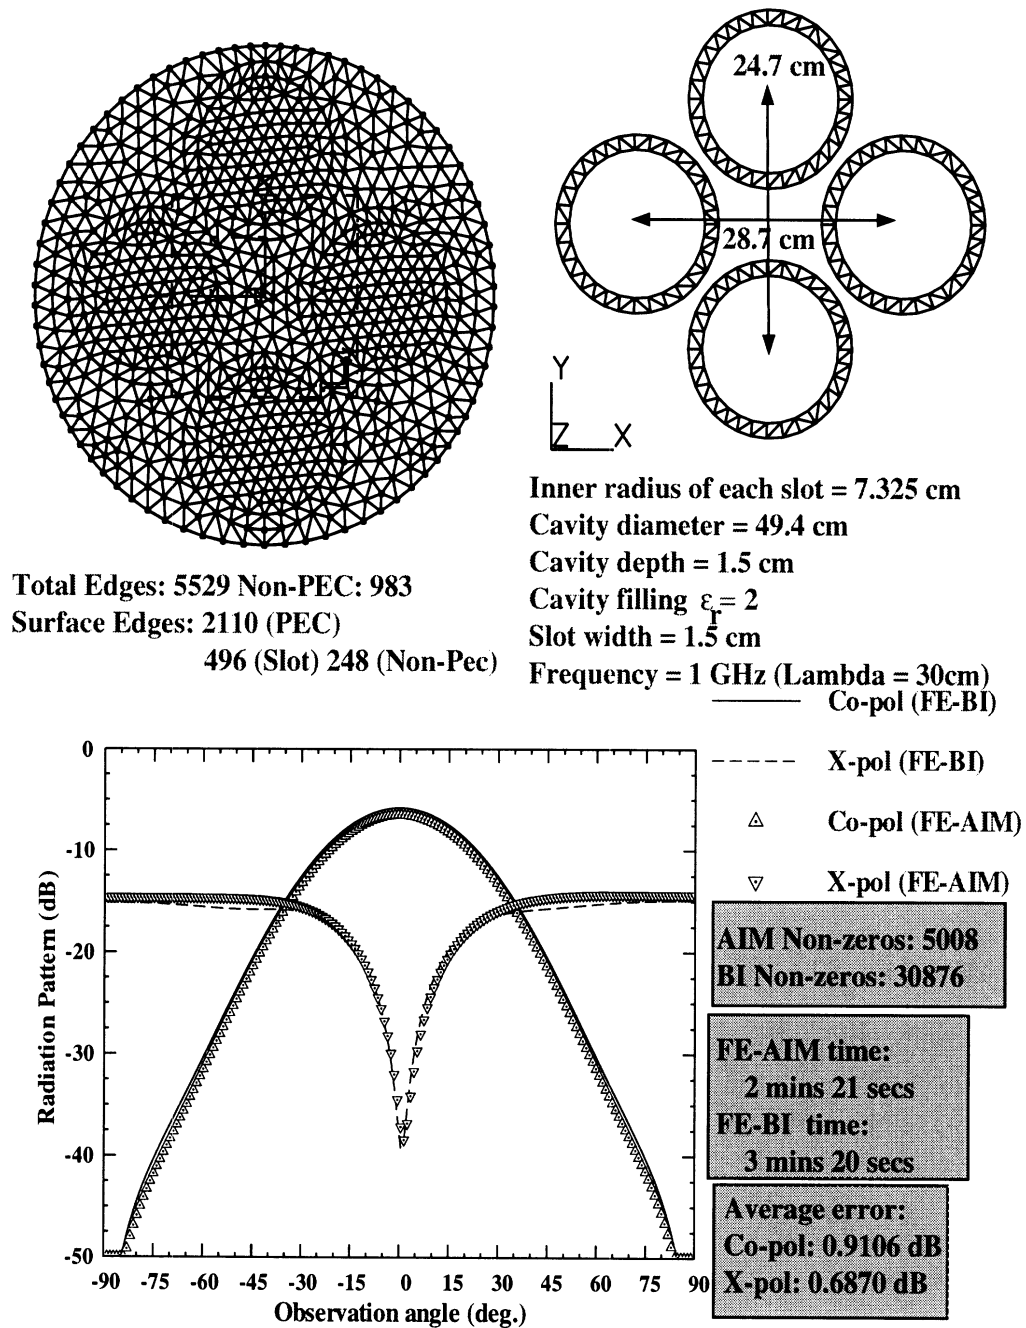 24.7 cm
28.7 cm
Y
Z X
Inner radius of each slot = 7.325 cm
Cavity diameter = 49.4 cm
Cavity depth = 1.5 cm
Cavity filling εr = 2
Slot width = 1.5 cm
Frequency = 1 GHz (Lambda = 30cm)
Total Edges: 5529 Non-PEC: 983
Surface Edges: 2110 (PEC)
496 (Slot) 248 (Non-Pec)
Co-pol (FE-BI)
X-pol (FE-BI)
Co-pol (FE-AIM)
X-pol (FE-AIM)
AIM Non-zeros: 5008
BI Non-zeros: 30876
FE-AIM time:
2 mins 21 secs
FE-BI time:
3 mins 20 secs
Average error:
Co-pol: 0.9106 dB
X-pol: 0.6870 dB
Radiation Pattern (dB)
0
-10
-20
-30
-40
-50
-90 -75 -60 -45 -30 -15 0 15 30 45 60 75 90
Observation angle (deg.)